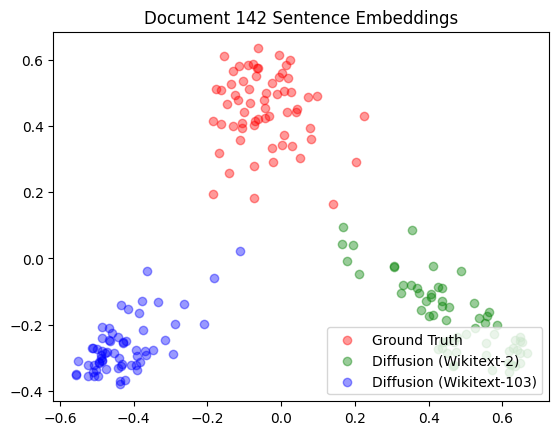 Document 142 Sentence Embeddings
0.6
0.4
0.2
0.0
−0.2
−0.4
Ground Truth
Diffusion (Wikitext-2)
Diffusion (Wikitext-103)
−0.6 −0.4 −0.2 0.0 0.2 0.4 0.6